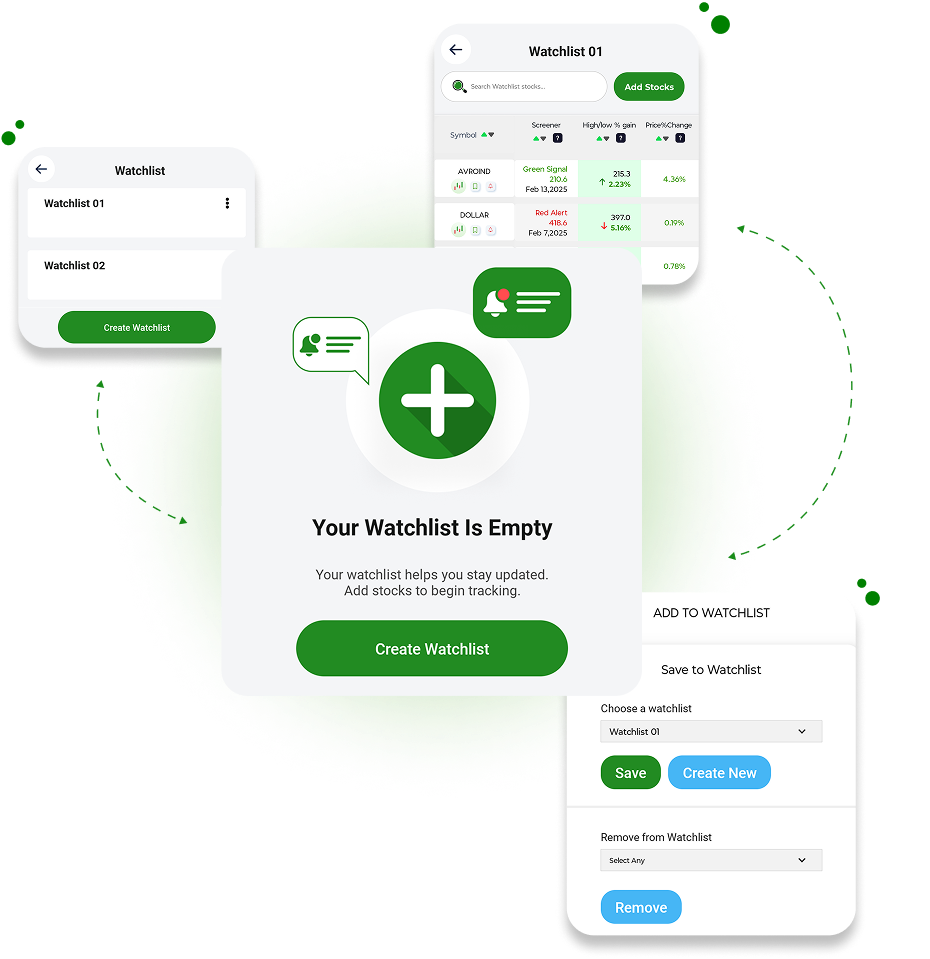 Watchlist 01
Search Watchlist stocks...
Add Stocks
Symbol Screener High/low % gain Price%Change
? ? ?
AVROIND Green Signal 210.6 Feb 13,2025 215.3 2.23% 4.36%
DOLLAR Red Alert 418.6 Feb 7,2025 397.0 5.16% 0.19%
0.78%
Watchlist
Watchlist 01
Watchlist 02
Create Watchlist
Your Watchlist Is Empty
Your watchlist helps you stay updated.
Add stocks to begin tracking.
Create Watchlist
ADD TO WATCHLIST
Save to Watchlist
Choose a watchlist
Watchlist 01
Save Create New
Remove from Watchlist
Select Any
Remove